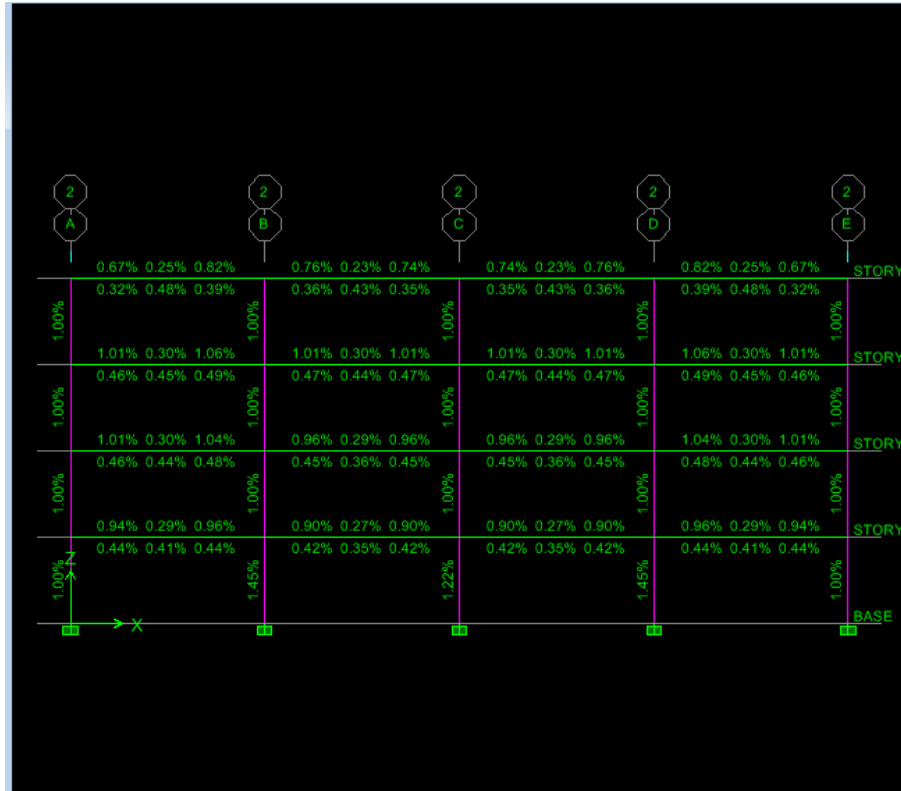 2 2 2 2 2
A B C D E
0.67% 0.25% 0.82% 0.76% 0.23% 0.74% 0.74% 0.23% 0.76% 0.82% 0.25% 0.67% STORY
0.32% 0.48% 0.39% 0.36% 0.43% 0.35% 0.35% 0.43% 0.36% 0.39% 0.48% 0.32%
1.00% 1.00% 1.00% 1.00% 1.00%
1.01% 0.30% 1.06% 1.01% 0.30% 1.01% 1.01% 0.30% 1.01% 1.06% 0.30% 1.01% STORY
0.46% 0.45% 0.49% 0.47% 0.44% 0.47% 0.47% 0.44% 0.47% 0.49% 0.45% 0.46%
1.00% 1.00% 1.00% 1.00% 1.00%
1.01% 0.30% 1.04% 0.96% 0.29% 0.96% 0.96% 0.29% 0.96% 1.04% 0.30% 1.01% STORY
0.46% 0.44% 0.48% 0.45% 0.36% 0.45% 0.45% 0.36% 0.45% 0.48% 0.44% 0.46%
1.00% 1.00% 1.00% 1.00% 1.00%
0.94% 0.29% 0.96% 0.90% 0.27% 0.90% 0.90% 0.27% 0.90% 0.96% 0.29% 0.94% STORY
0.44% 0.41% 0.44% 0.42% 0.35% 0.42% 0.42% 0.35% 0.42% 0.44% 0.41% 0.44%
Z
1.00% 1.45% 1.22% 1.45% 1.00%
X BASE